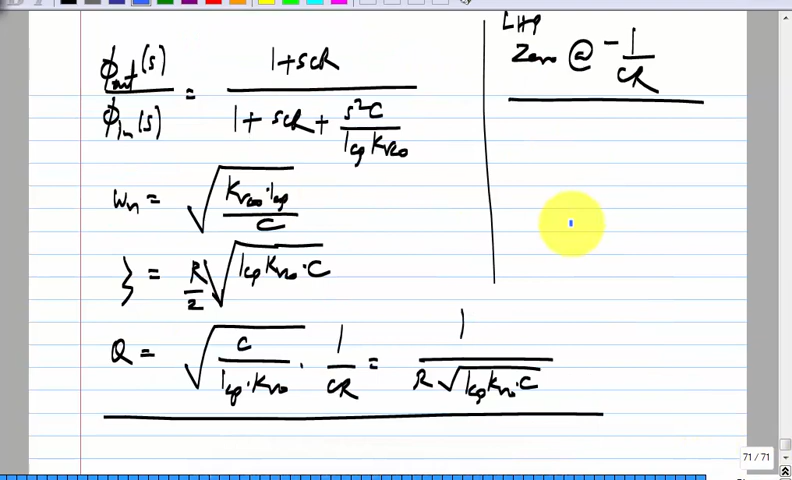 ϕout(s) / ϕin(s) = (1+sCR) / (1 + sCR + s²C / (Icp Kvco))
ωn = √(Kvco·Icp / C)
ξ = R/2 √(Icp Kvco·C)
Q = √(C / (Icp·Kvco)) · 1/CR = 1 / (R √(Icp Kvco·C))
LHP
Zero @ -1/CR
71 / 71